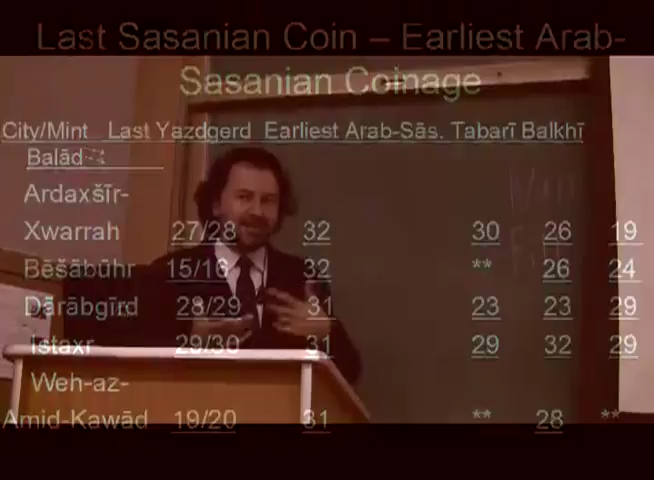 Last Sasanian Coin – Earliest Arab-
Sasanian Coinage
City/Mint Last Yazdgerd Earliest Arab-Sās. Tabarī Balkhī
Balād
Ardaxšīr-
Xwarrah 27/28 32 30 26 19
Bēšābuhr 15/16 32 ** 26 24
Dārābgīrd 28/29 31 23 23 29
Istaxr 29/30 31 29 32 29
Weh-az-
Amid-Kawād 19/20 31 ** 28 **